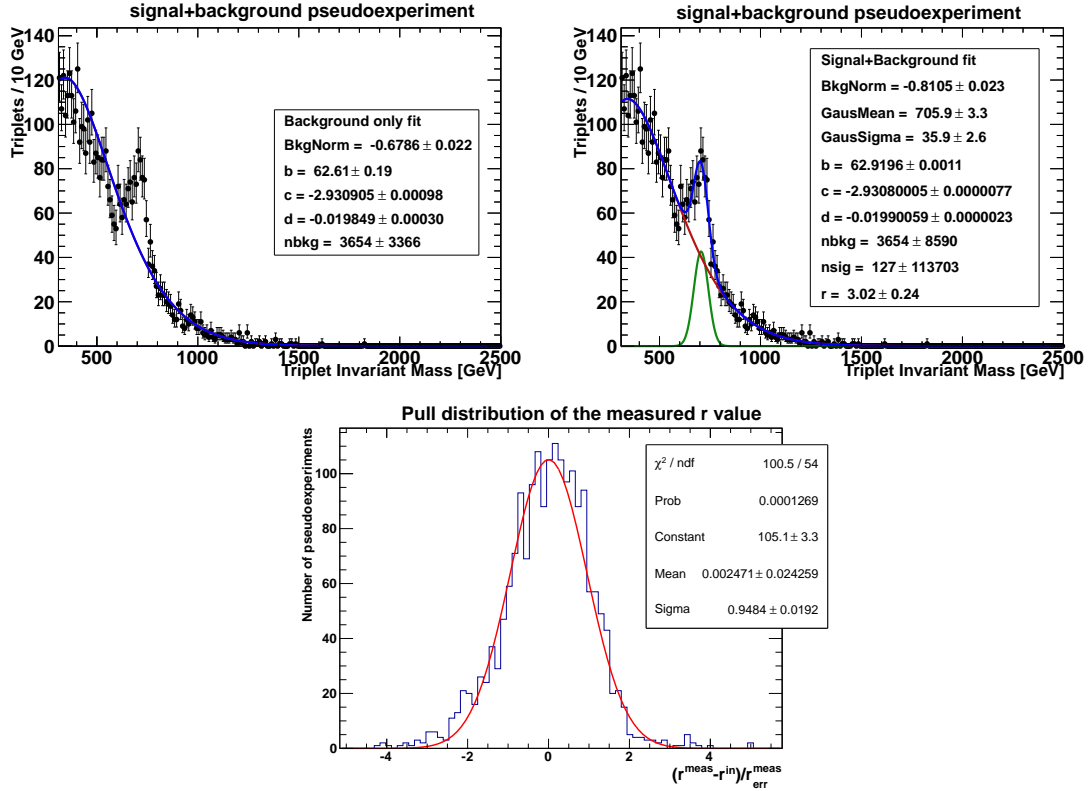 signal+background pseudoexperiment
Triplets / 10 GeV
140
120
100
80
60
40
20
0
Background only fit
BkgNorm = -0.6786 ± 0.022
b = 62.61 ± 0.19
c = -2.930905 ± 0.00098
d = -0.019849 ± 0.00030
nbkg = 3654 ± 3366
500 1000 1500 2000 2500
Triplet Invariant Mass [GeV]
signal+background pseudoexperiment
Triplets / 10 GeV
140
120
100
80
60
40
20
0
Signal+Background fit
BkgNorm = -0.8105 ± 0.023
GausMean = 705.9 ± 3.3
GausSigma = 35.9 ± 2.6
b = 62.9196 ± 0.0011
c = -2.93080005 ± 0.0000077
d = -0.01990059 ± 0.0000023
nbkg = 3654 ± 8590
nsig = 127 ± 113703
r = 3.02 ± 0.24
500 1000 1500 2000 2500
Triplet Invariant Mass [GeV]
Pull distribution of the measured r value
Number of pseudoexperiments
100
80
60
40
20
0
χ² / ndf 100.5 / 54
Prob 0.0001269
Constant 105.1 ± 3.3
Mean 0.002471 ± 0.024259
Sigma 0.9484 ± 0.0192
-4 -2 0 2 4
(r^meas-r^in)/r^meas_err